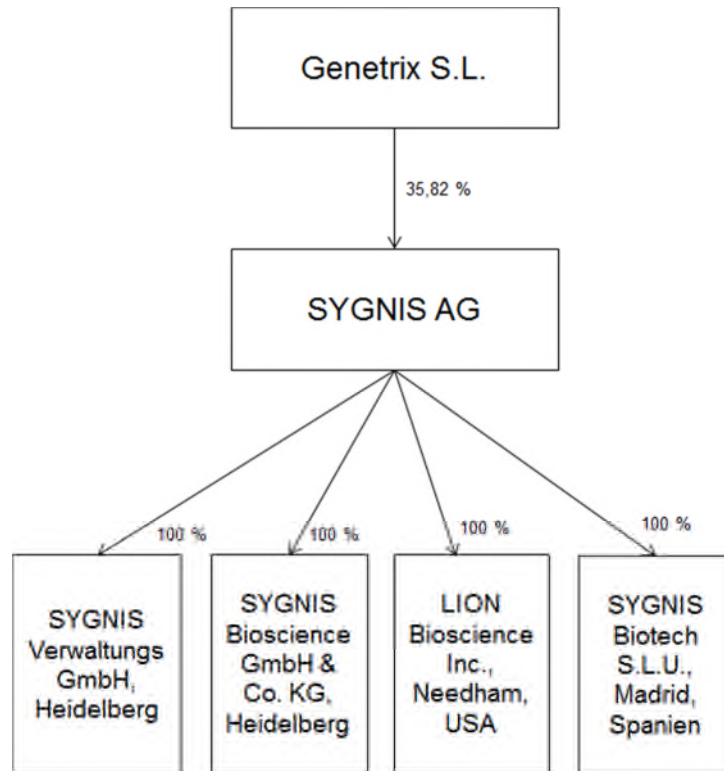 Genetrix S.L.
35,82 %
SYGNIS AG
100 %
100 %
100 %
100 %
SYGNIS
Verwaltungs
GmbH,
Heidelberg
SYGNIS
Bioscience
GmbH &
Co. KG,
Heidelberg
LION
Bioscience
Inc.,
Needham,
USA
SYGNIS
Biotech
S.L.U.,
Madrid,
Spanien